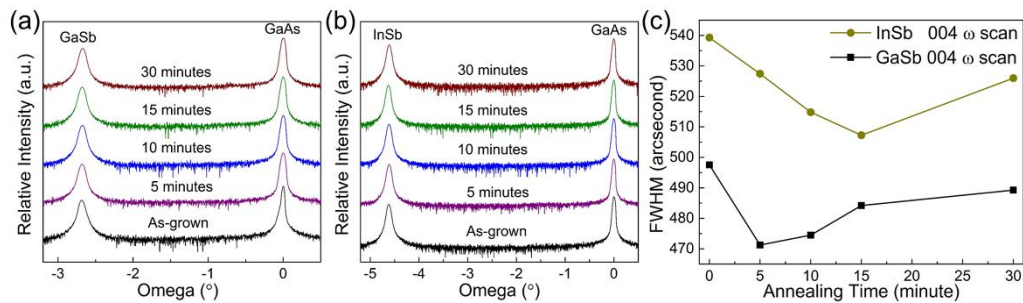 (a)
GaSb
GaAs
30 minutes
15 minutes
10 minutes
5 minutes
As-grown
Relative Intensity (a.u.)
-3
-2
-1
0
Omega (°)
(b)
InSb
GaAs
30 minutes
15 minutes
10 minutes
5 minutes
As-grown
Relative Intensity (a.u.)
-5
-4
-3
-2
-1
0
Omega (°)
(c)
InSb 004 ω scan
GaSb 004 ω scan
FWHM (arcsecond)
540
530
520
510
500
490
480
470
0
5
10
15
20
25
30
Annealing Time (minute)